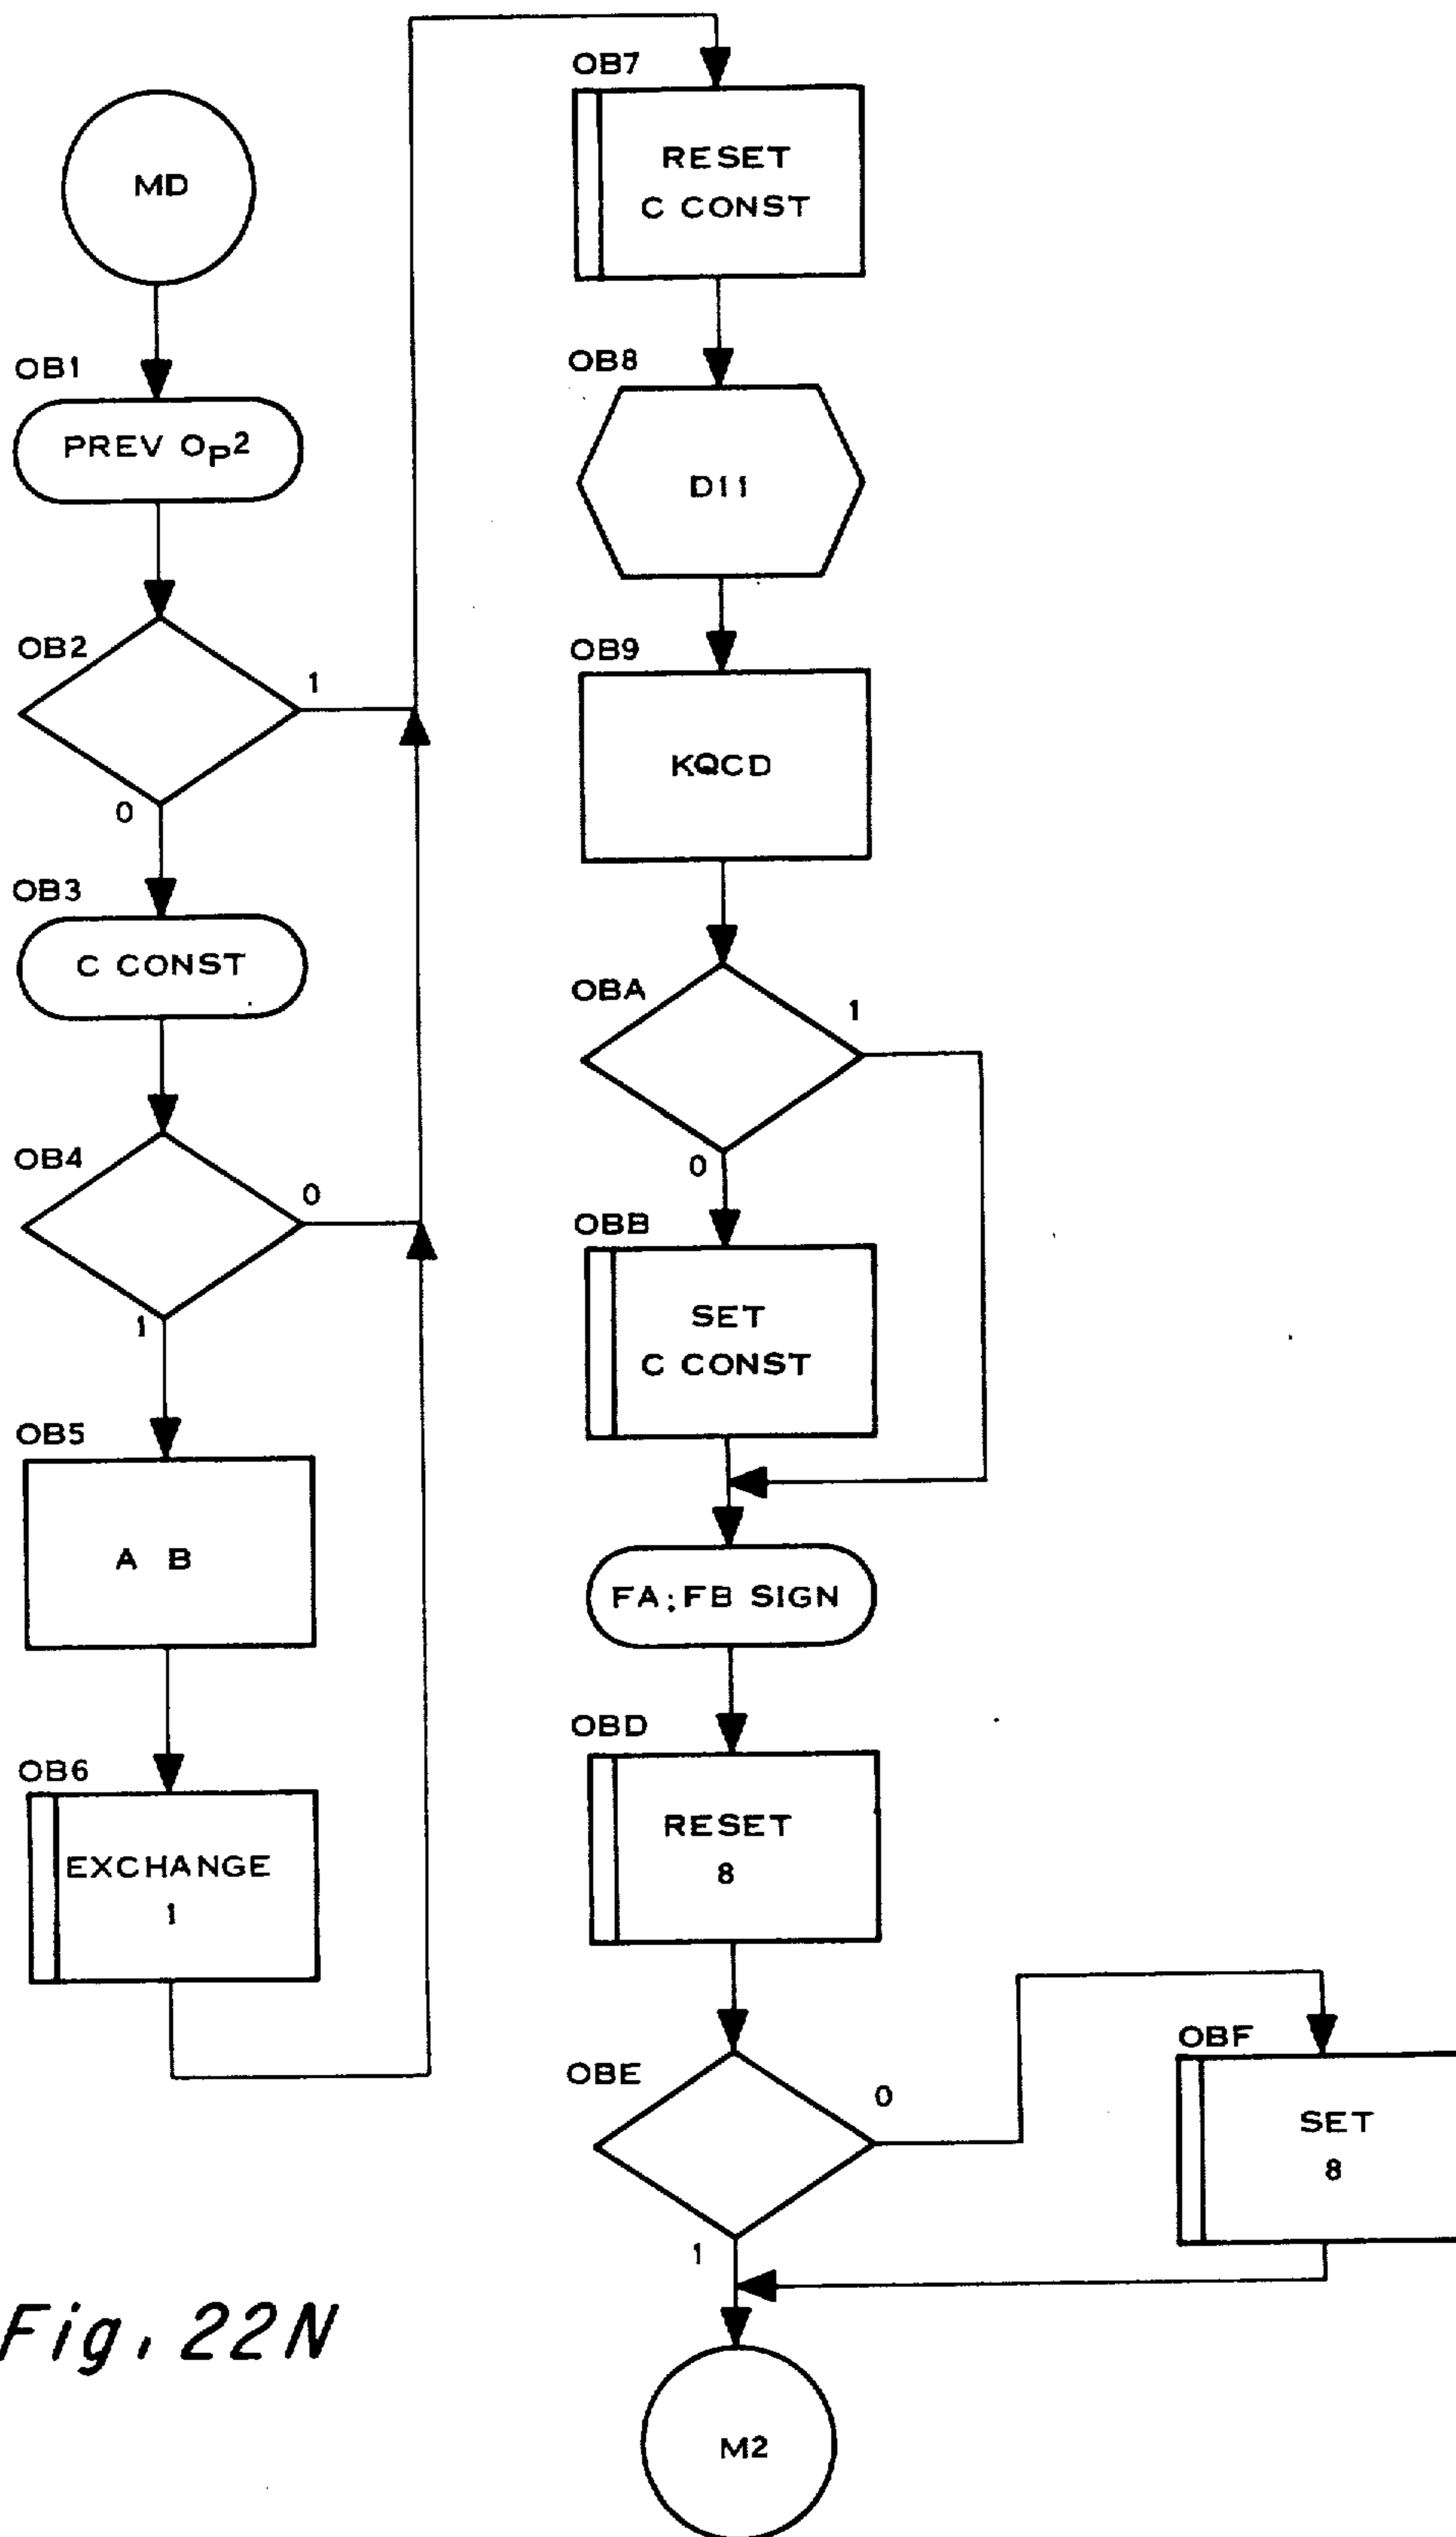 MD
OB1
PREV OP2
OB2
1
0
OB3
C CONST
OB4
0
1
OB5
A B
OB6
EXCHANGE
1
OB7
RESET
C CONST
OB8
D11
OB9
KQCD
OBA
1
0
OBB
SET
C CONST
FA;FB SIGN
OBD
RESET
8
OBE
0
1
OBF
SET
8
M2
Fig. 22N